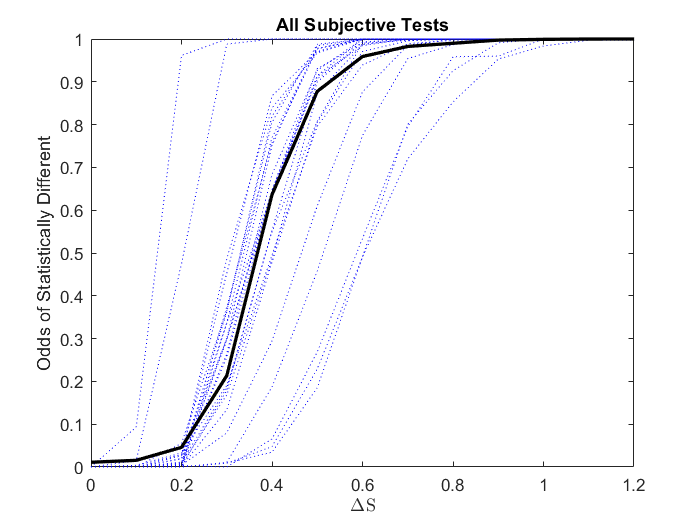 All Subjective Tests
1
0.9
0.8
0.7
0.6
0.5
0.4
0.3
0.2
0.1
0
Odds of Statistically Different
0 0.2 0.4 0.6 0.8 1 1.2
ΔS